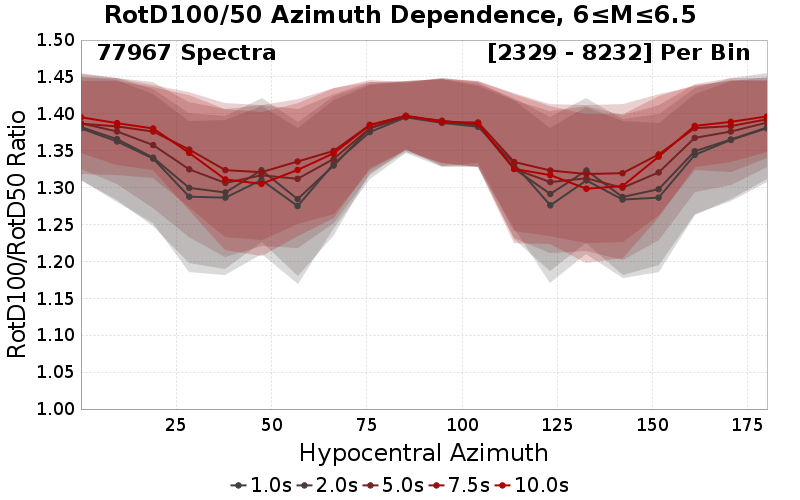 RotD100/50 Azimuth Dependence, 6≤M≤6.5
77967 Spectra
[2329 - 8232] Per Bin
RotD100/RotD50 Ratio
1.50
1.45
1.40
1.35
1.30
1.25
1.20
1.15
1.10
1.05
1.00
25 50 75 100 125 150 175
Hypocentral Azimuth
1.0s 2.0s 5.0s 7.5s 10.0s